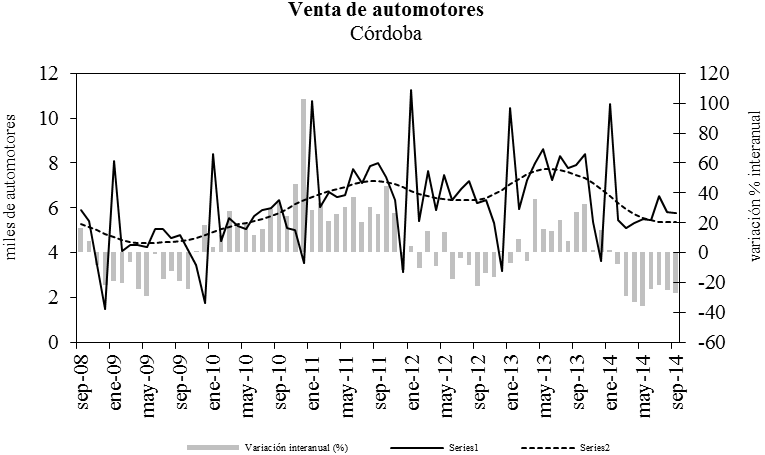 Venta de automotores
Córdoba
miles de automotores
12
10
8
6
4
2
0
120
100
80
60
40
20
0
-20
-40
-60
variación % interanual
sep-08
ene-09
may-09
sep-09
ene-10
may-10
sep-10
ene-11
may-11
sep-11
ene-12
may-12
sep-12
ene-13
may-13
sep-13
ene-14
may-14
sep-14
Variación interanual (%)
Series1
Series2